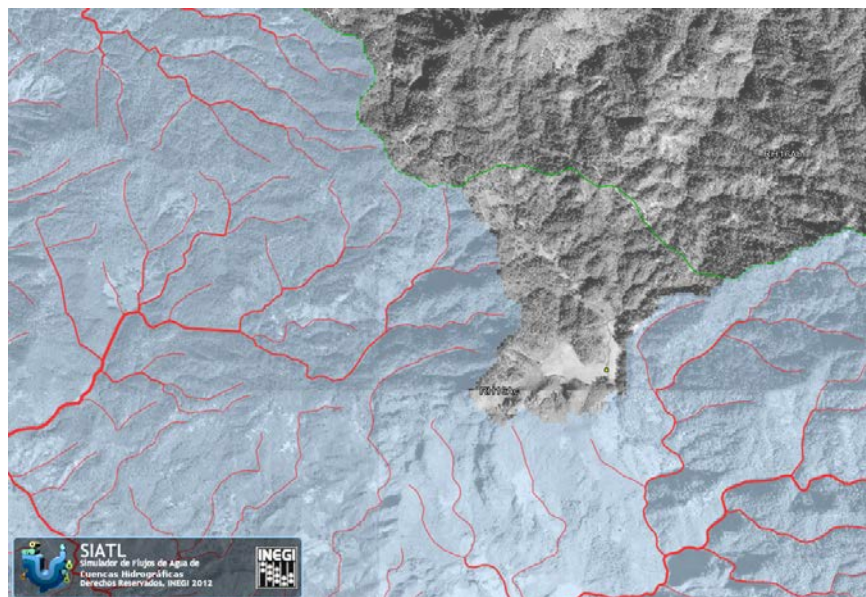 SIATL
Simulador de Flujos de Agua de
Cuencas Hidrográficas
Derechos Reservados. INEGI 2012
INEGI